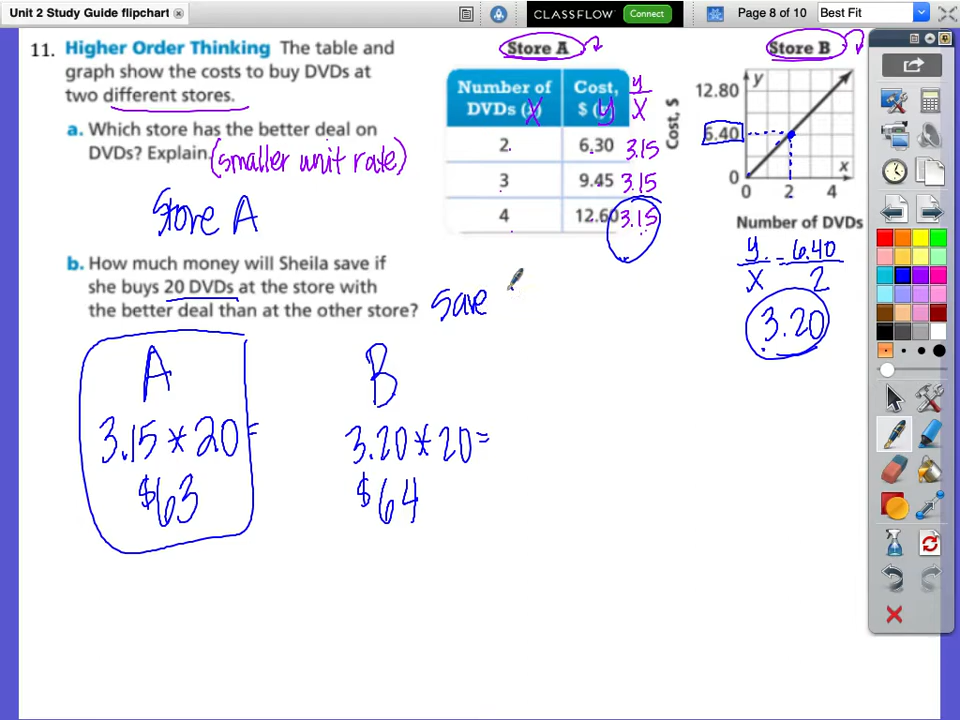 Unit 2 Study Guide flipchart
CLASSFLOW Connect
Page 8 of 10
Best Fit
11. Higher Order Thinking The table and
graph show the costs to buy DVDs at
two different stores.
a. Which store has the better deal on
DVDs? Explain. (smaller unit rate)
Store A
b. How much money will Sheila save if
she buys 20 DVDs at the store with
the better deal than at the other store?
save
A
3.15 * 20 =
$63
B
3.20 * 20 =
$64
Store A
Number of DVDs (x) Cost, $ (y) y/x
x y
2 6.30 3.15
3 9.45 3.15
4 12.60 3.15
Store B
Cost, $
y
12.80
6.40
0
x
0 2 4
Number of DVDs
y/x = 6.40/2
3.20